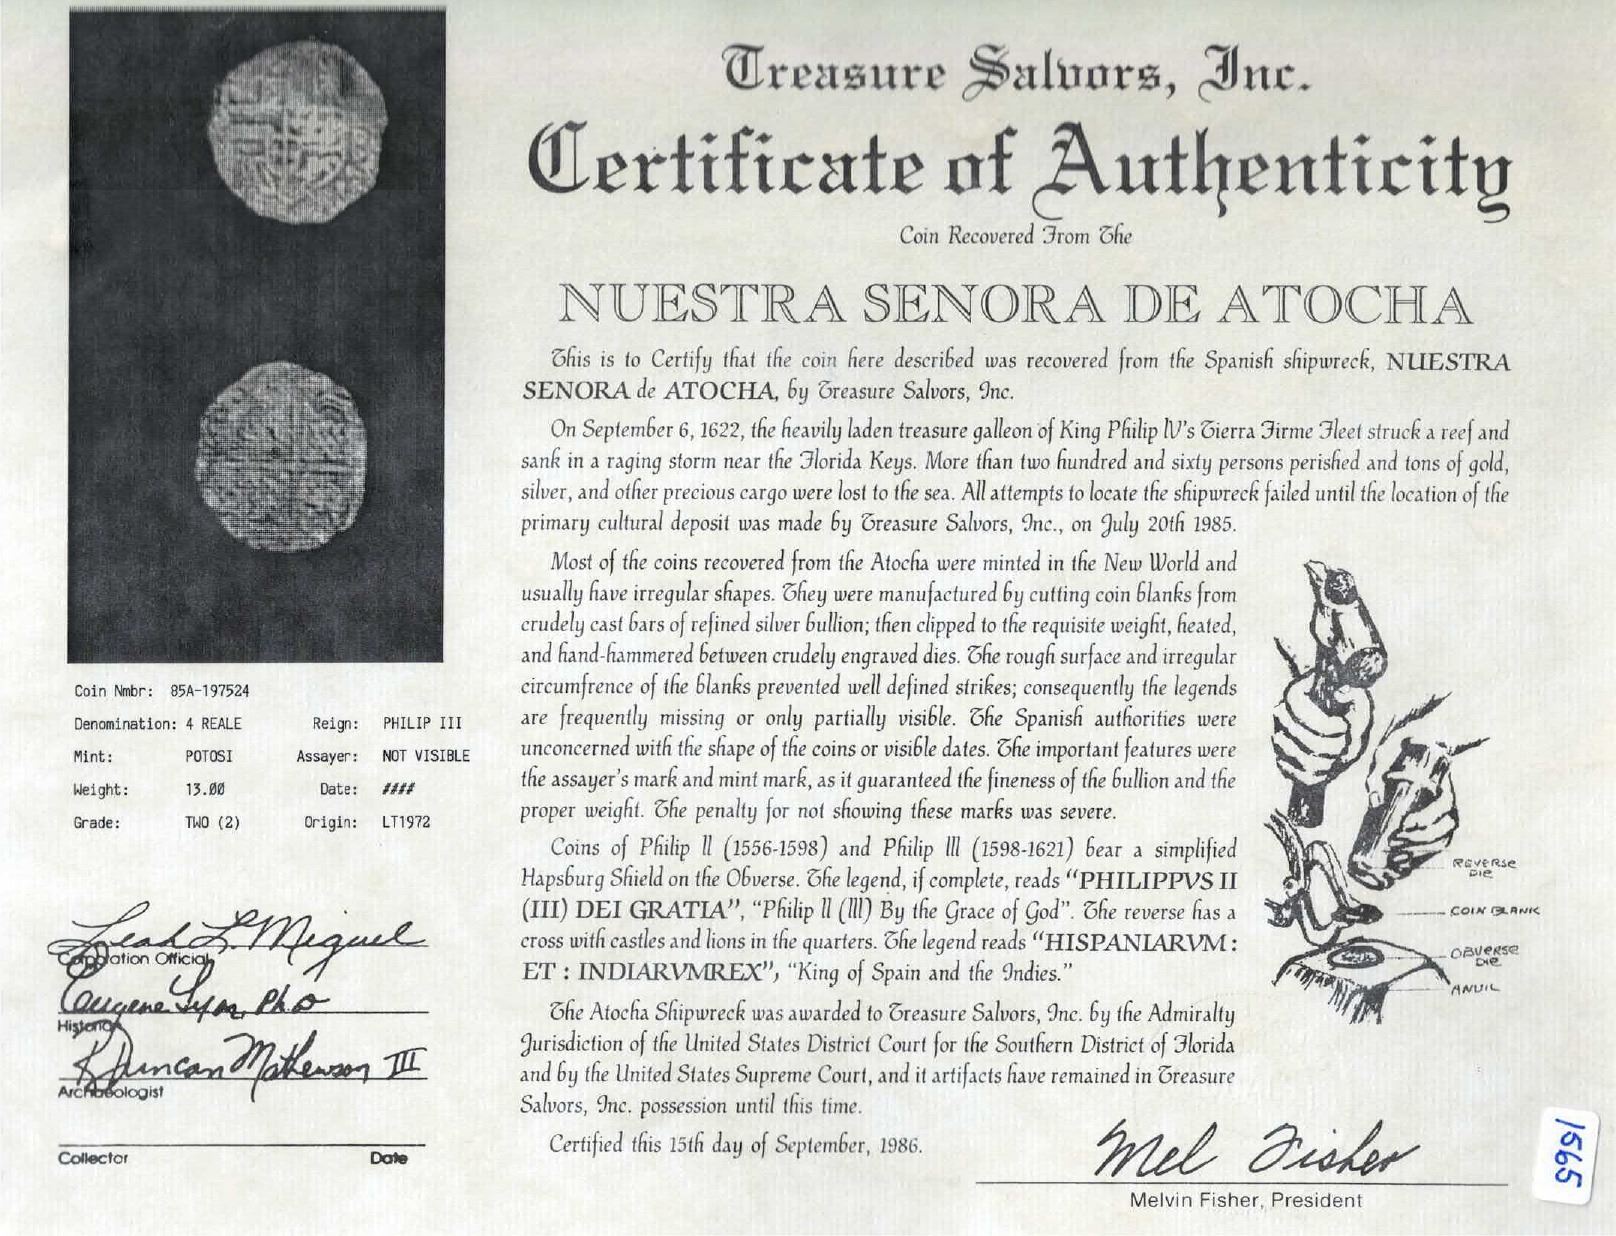 Treasure Salvors, Inc.
Certificate of Authenticity
Coin Recovered From The
NUESTRA SENORA DE ATOCHA
This is to Certify that the coin here described was recovered from the Spanish shipwreck, NUESTRA
SENORA de ATOCHA, by Treasure Salvors, Inc.
On September 6, 1622, the heavily laden treasure galleon of King Philip IV's Tierra Firme Fleet struck a reef and
sank in a raging storm near the Florida Keys. More than two hundred and sixty persons perished and tons of gold,
silver, and other precious cargo were lost to the sea. All attempts to locate the shipwreck failed until the location of the
primary cultural deposit was made by Treasure Salvors, Inc., on July 20th 1985.
Most of the coins recovered from the Atocha were minted in the New World and
usually have irregular shapes. They were manufactured by cutting coin blanks from
crudely cast bars of refined silver bullion; then clipped to the requisite weight, heated,
and hand-hammered between crudely engraved dies. The rough surface and irregular
circumfrence of the blanks prevented well defined strikes; consequently the legends
are frequently missing or only partially visible. The Spanish authorities were
unconcerned with the shape of the coins or visible dates. The important features were
the assayer's mark and mint mark, as it guaranteed the fineness of the bullion and the
proper weight. The penalty for not showing these marks was severe.
Coins of Philip II (1556-1598) and Philip III (1598-1621) bear a simplified
Hapsburg Shield on the Obverse. The legend, if complete, reads "PHILIPPVS II
(III) DEI GRATIA", "Philip II (III) By the Grace of God". The reverse has a
cross with castles and lions in the quarters. The legend reads "HISPANIARVM :
ET : INDIARVMREX", "King of Spain and the Indies."
The Atocha Shipwreck was awarded to Treasure Salvors, Inc. by the Admiralty
Jurisdiction of the United States District Court for the Southern District of Florida
and by the United States Supreme Court, and it artifacts have remained in Treasure
Salvors, Inc. possession until this time.
Certified this 15th day of September, 1986.
Mel Fisher
Melvin Fisher, President
REVERSE
DIE
COIN BLANK
OBVERSE
DIE
ANVIL
Coin Nmbr: 85A-197524
Denomination: 4 REALE Reign: PHILIP III
Mint: POTOSI Assayer: NOT VISIBLE
Weight: 13.00 Date: ####
Grade: TWO (2) Origin: LT1972
Leah L. Miguel
Corporation Official
Eugene Lyon, PhD
Historian
R. Duncan Mathewson III
Archaeologist
Collector Date
1565